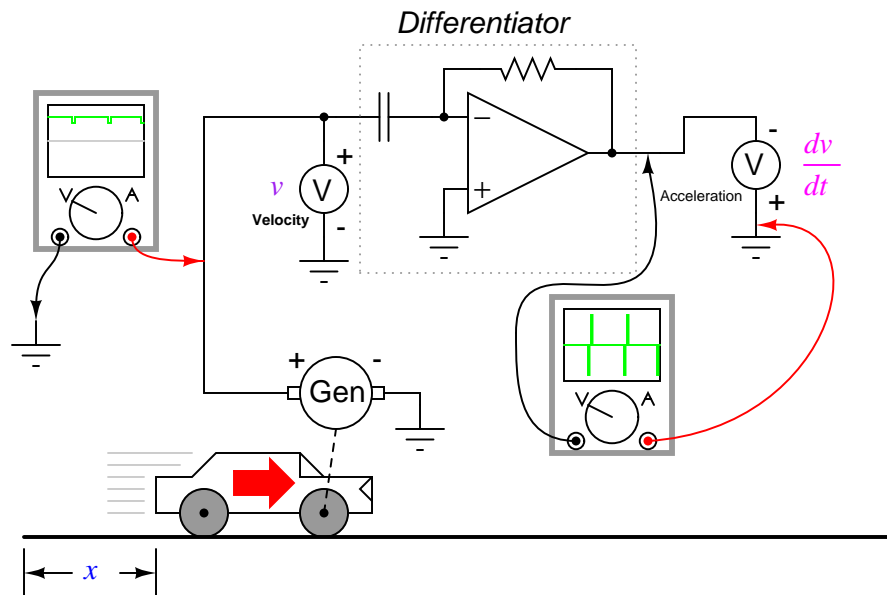 Differentiator
V A
+ -
v
Velocity
V
+
-
-
+
Acceleration
V
-
+
dv
dt
V A
+ -
Gen
x